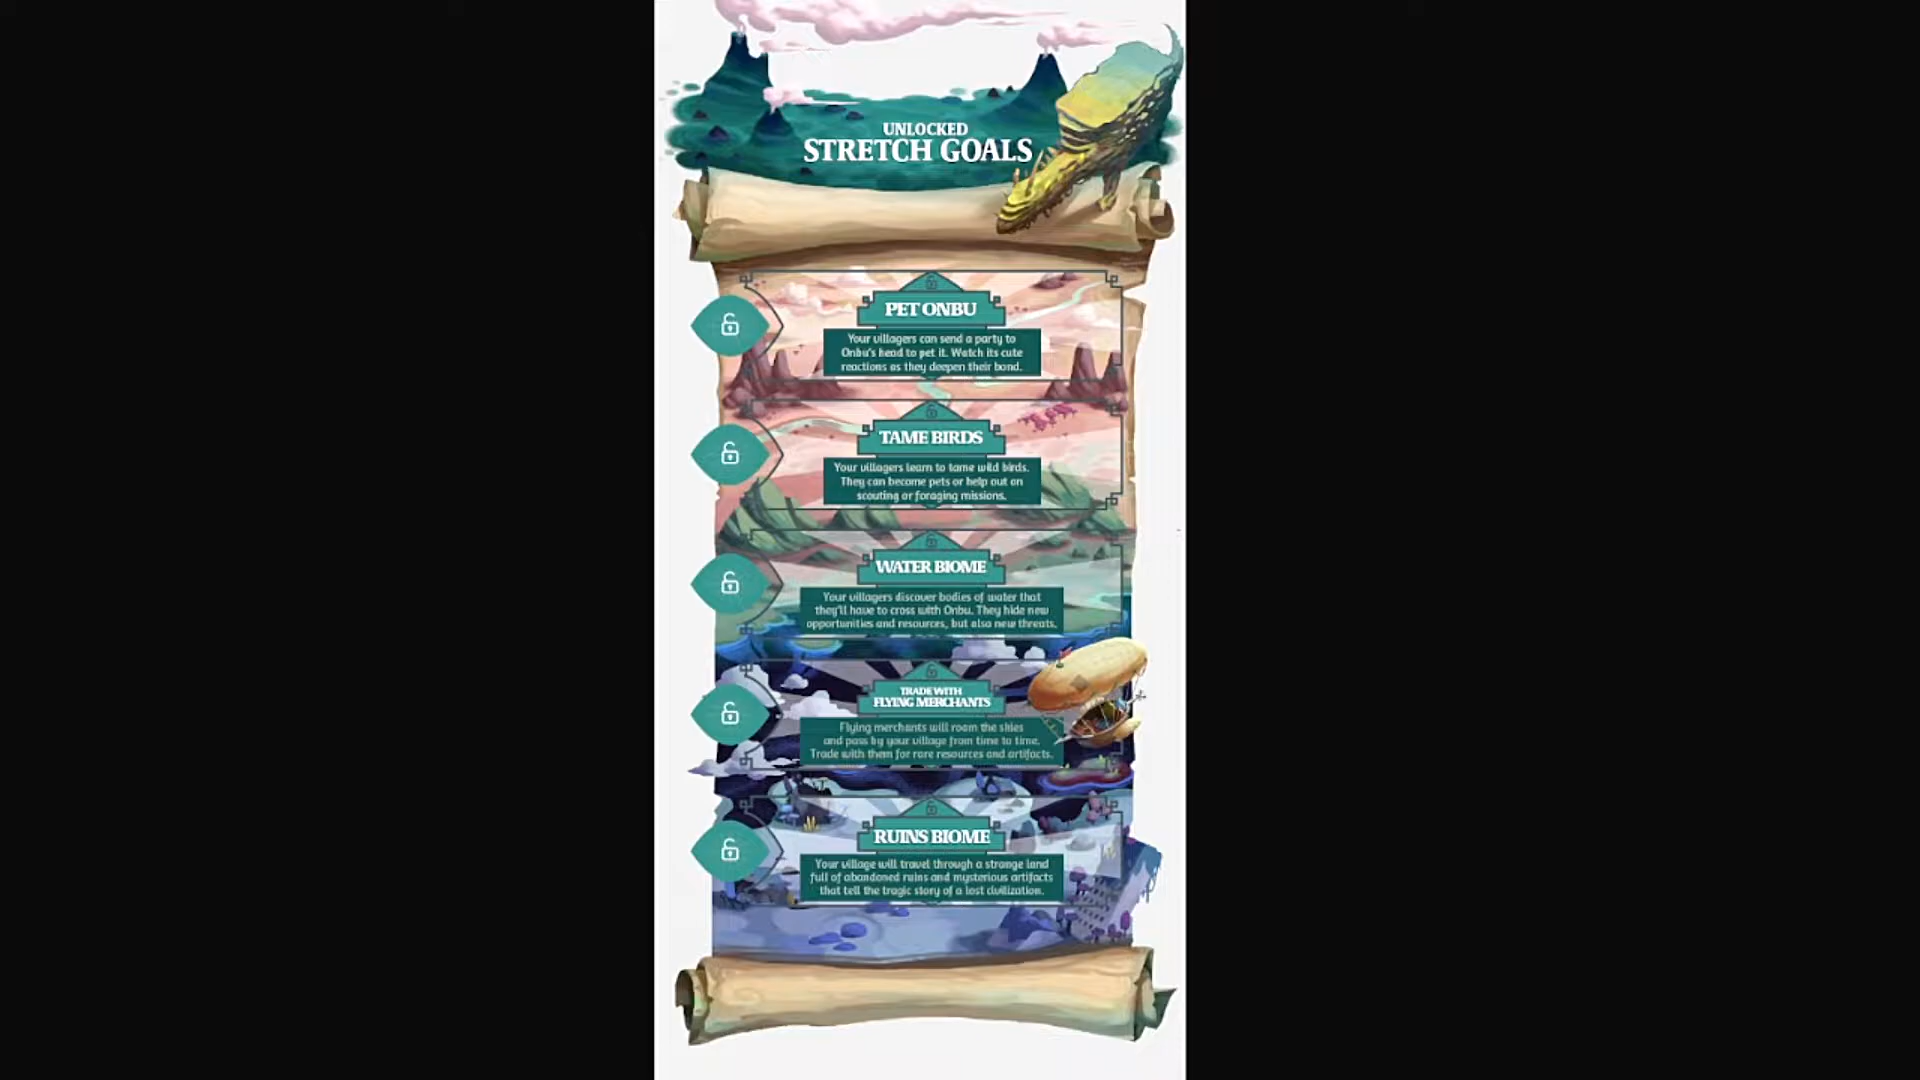 UNLOCKED
STRETCH GOALS
PET ONBU
Your villagers can send a party to
Onbu's head to pet it. Watch its cute
reactions as they deepen their bond.
TAME BIRDS
Your villagers learn to tame wild birds.
They can become pets or help out on
scouting or foraging missions.
WATER BIOME
Your villagers discover bodies of water that
they'll have to cross with Onbu. They hide new
opportunities and resources, but also new threats.
TRADE WITH
FLYING MERCHANTS
Flying merchants will roam the skies
and pass by your village from time to time.
Trade with them for rare resources and artifacts.
RUINS BIOME
Your village will travel through a strange land
full of abandoned ruins and mysterious artifacts
that tell the tragic story of a lost civilization.